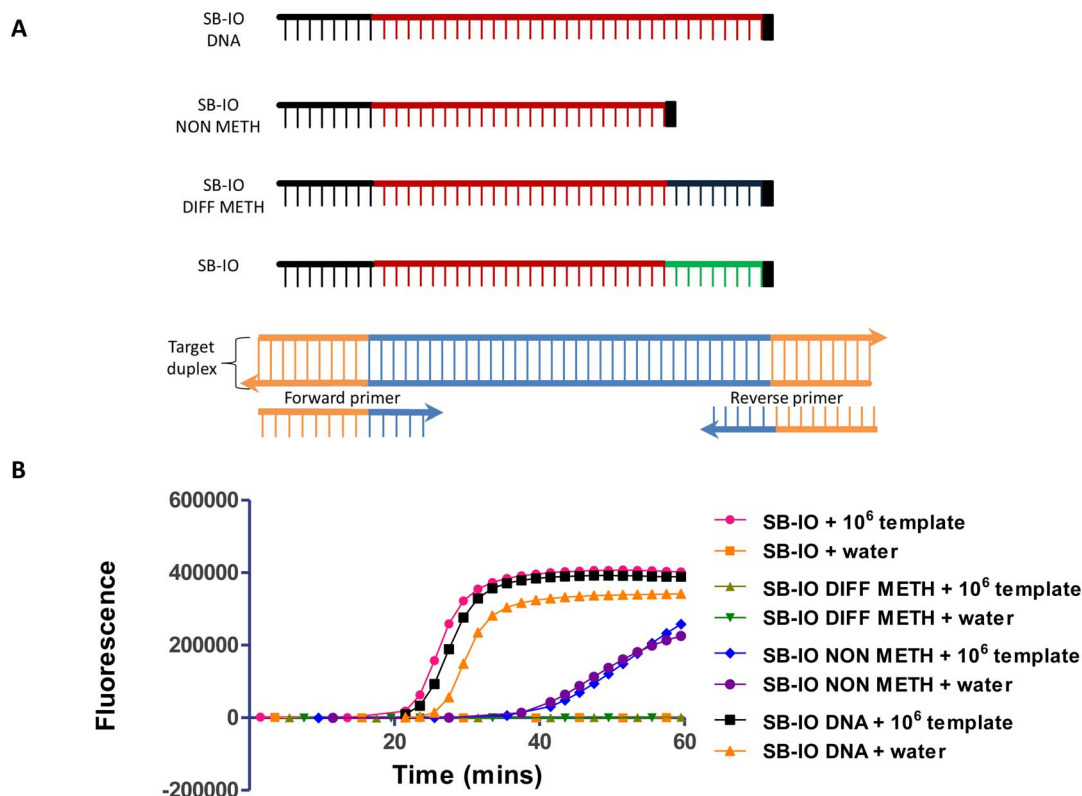 A
SB-IO
DNA
SB-IO
NON METH
SB-IO
DIFF METH
SB-IO
Target
duplex
Forward primer
Reverse primer
B
Fluorescence
600000
400000
200000
0
-200000
20
40
60
Time (mins)
SB-IO + 10⁶ template
SB-IO + water
SB-IO DIFF METH + 10⁶ template
SB-IO DIFF METH + water
SB-IO NON METH + 10⁶ template
SB-IO NON METH + water
SB-IO DNA + 10⁶ template
SB-IO DNA + water